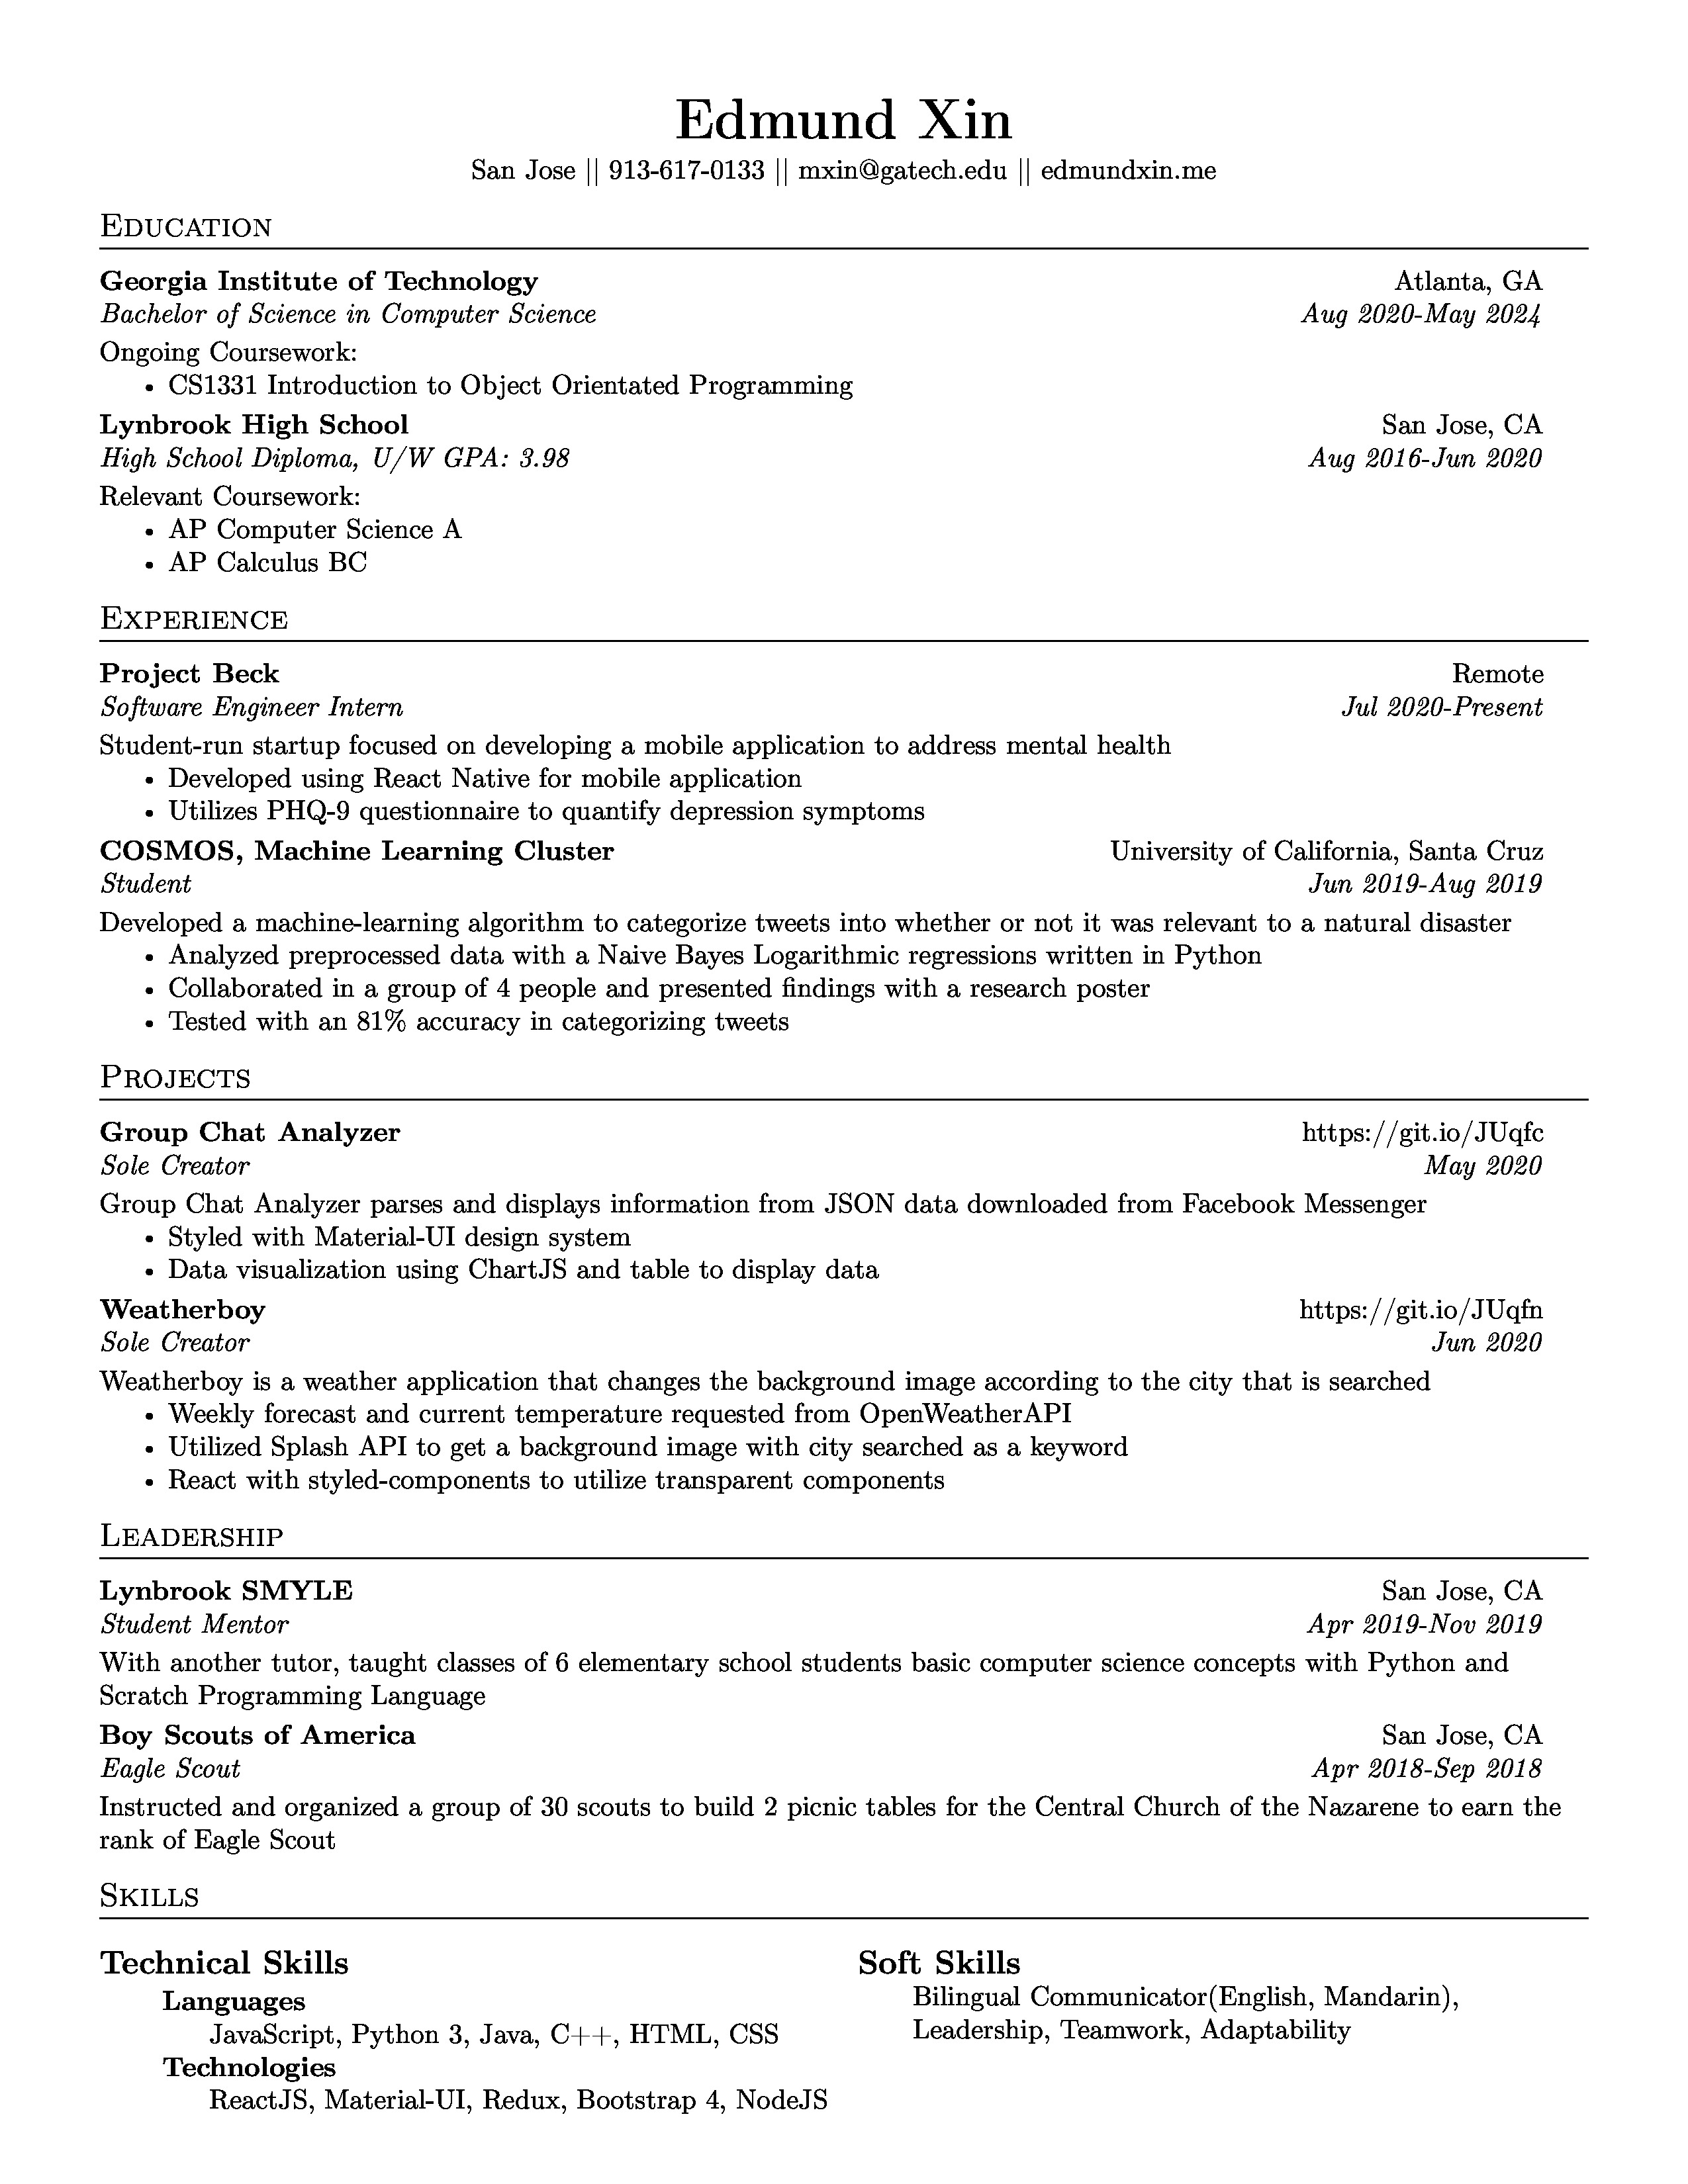 Edmund Xin
San Jose || 913-617-0133 || mxin@gatech.edu || edmundxin.me
EDUCATION
Georgia Institute of Technology Atlanta, GA
Bachelor of Science in Computer Science Aug 2020-May 2024
Ongoing Coursework:
• CS1331 Introduction to Object Orientated Programming
Lynbrook High School San Jose, CA
High School Diploma, U/W GPA: 3.98 Aug 2016-Jun 2020
Relevant Coursework:
• AP Computer Science A
• AP Calculus BC
EXPERIENCE
Project Beck Remote
Software Engineer Intern Jul 2020-Present
Student-run startup focused on developing a mobile application to address mental health
• Developed using React Native for mobile application
• Utilizes PHQ-9 questionnaire to quantify depression symptoms
COSMOS, Machine Learning Cluster University of California, Santa Cruz
Student Jun 2019-Aug 2019
Developed a machine-learning algorithm to categorize tweets into whether or not it was relevant to a natural disaster
• Analyzed preprocessed data with a Naive Bayes Logarithmic regressions written in Python
• Collaborated in a group of 4 people and presented findings with a research poster
• Tested with an 81% accuracy in categorizing tweets
PROJECTS
Group Chat Analyzer https://git.io/JUqfc
Sole Creator May 2020
Group Chat Analyzer parses and displays information from JSON data downloaded from Facebook Messenger
• Styled with Material-UI design system
• Data visualization using ChartJS and table to display data
Weatherboy https://git.io/JUqfn
Sole Creator Jun 2020
Weatherboy is a weather application that changes the background image according to the city that is searched
• Weekly forecast and current temperature requested from OpenWeatherAPI
• Utilized Splash API to get a background image with city searched as a keyword
• React with styled-components to utilize transparent components
LEADERSHIP
Lynbrook SMYLE San Jose, CA
Student Mentor Apr 2019-Nov 2019
With another tutor, taught classes of 6 elementary school students basic computer science concepts with Python and
Scratch Programming Language
Boy Scouts of America San Jose, CA
Eagle Scout Apr 2018-Sep 2018
Instructed and organized a group of 30 scouts to build 2 picnic tables for the Central Church of the Nazarene to earn the
rank of Eagle Scout
SKILLS
Technical Skills
Languages
JavaScript, Python 3, Java, C++, HTML, CSS
Technologies
ReactJS, Material-UI, Redux, Bootstrap 4, NodeJS
Soft Skills
Bilingual Communicator(English, Mandarin),
Leadership, Teamwork, Adaptability